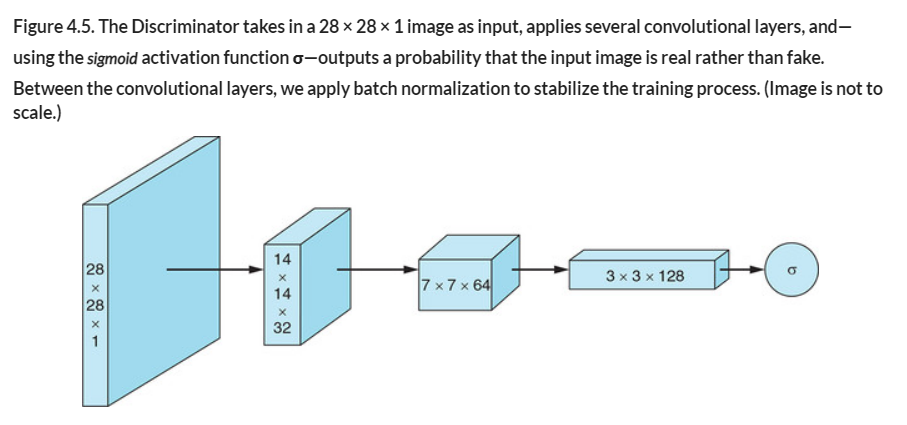 Figure 4.5. The Discriminator takes in a 28 × 28 × 1 image as input, applies several convolutional layers, and—
using the sigmoid activation function σ—outputs a probability that the input image is real rather than fake.
Between the convolutional layers, we apply batch normalization to stabilize the training process. (Image is not to
scale.)
28
×
28
×
1
14
×
14
×
32
7 × 7 × 64
3 × 3 × 128
σ